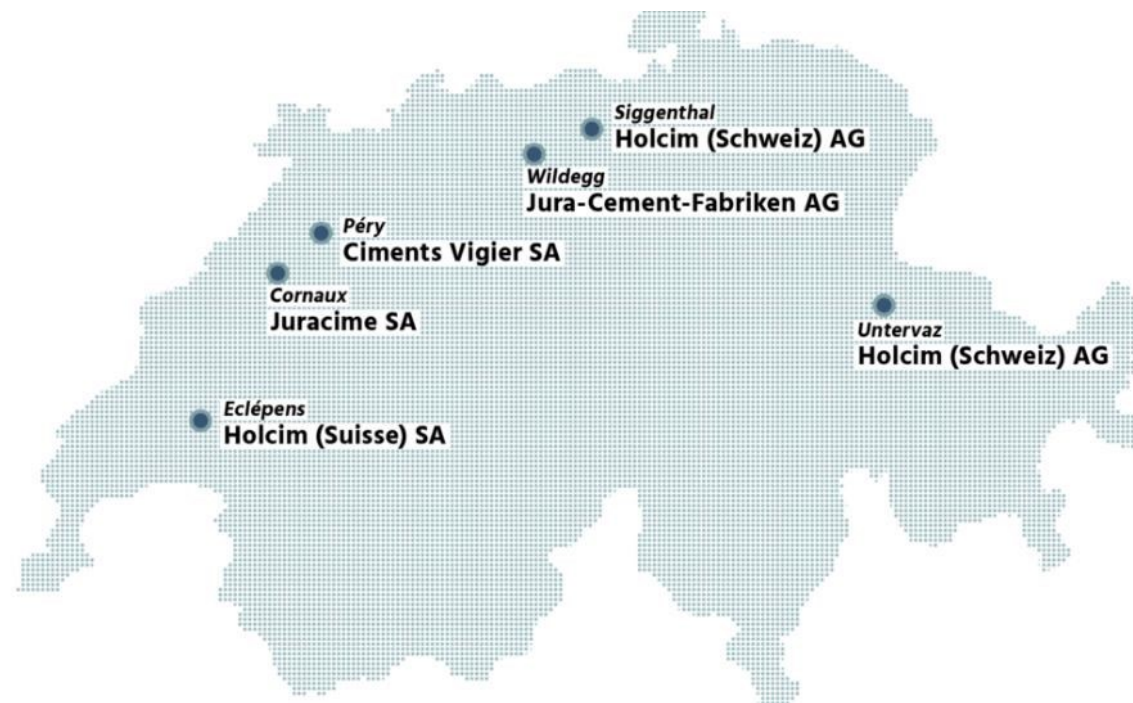 Siggenthal
Holcim (Schweiz) AG
Wildegg
Jura-Cement-Fabriken AG
Péry
Ciments Vigier SA
Cornaux
Juracime SA
Untervaz
Holcim (Schweiz) AG
Eclépens
Holcim (Suisse) SA